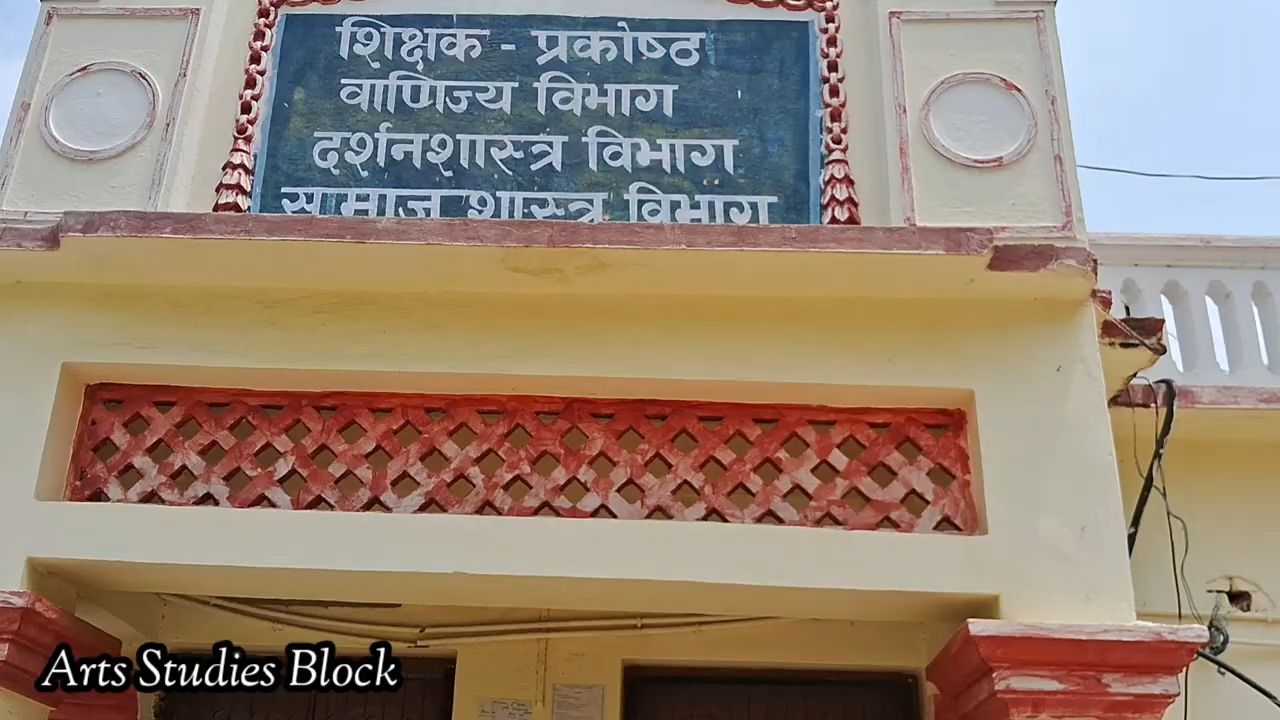 शिक्षक - प्रकोष्ठ
वाणिज्य विभाग
दर्शनशास्त्र विभाग
समाज शास्त्र विभाग
Arts Studies Block